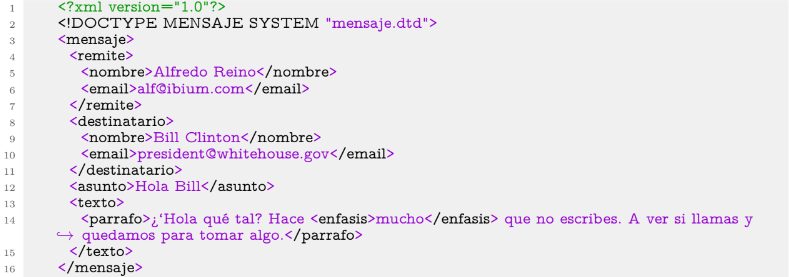 1 <?xml version="1.0"?>
2 <!DOCTYPE MENSAJE SYSTEM "mensaje.dtd">
3 <mensaje>
4 <remite>
5 <nombre>Alfredo Reino</nombre>
6 <email>alf@ibium.com</email>
7 </remite>
8 <destinatario>
9 <nombre>Bill Clinton</nombre>
10 <email>president@whitehouse.gov</email>
11 </destinatario>
12 <asunto>Hola Bill</asunto>
13 <texto>
14 <parrafo>¿‘Hola qué tal? Hace <enfasis>mucho</enfasis> que no escribes. A ver si llamas y
↪ quedamos para tomar algo.</parrafo>
15 </texto>
16 </mensaje>